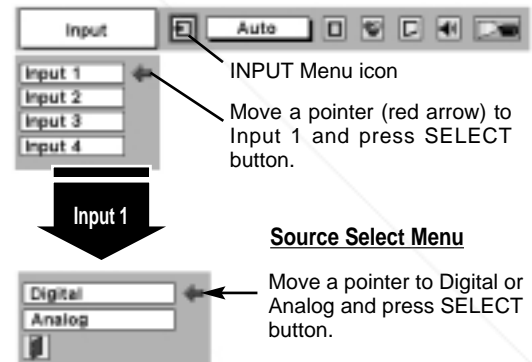 Input
Auto
INPUT Menu icon
Input 1
Input 2
Input 3
Input 4
Move a pointer (red arrow) to
Input 1 and press SELECT
button.
Input 1
Source Select Menu
Digital
Analog
Move a pointer to Digital or
Analog and press SELECT
button.